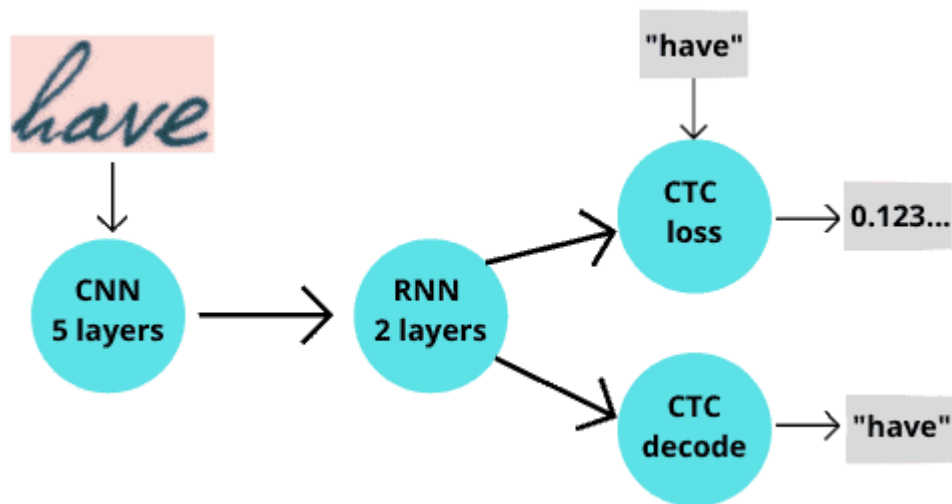 have
"have"
CTC
loss
0.123...
CNN
5 layers
RNN
2 layers
CTC
decode
"have"